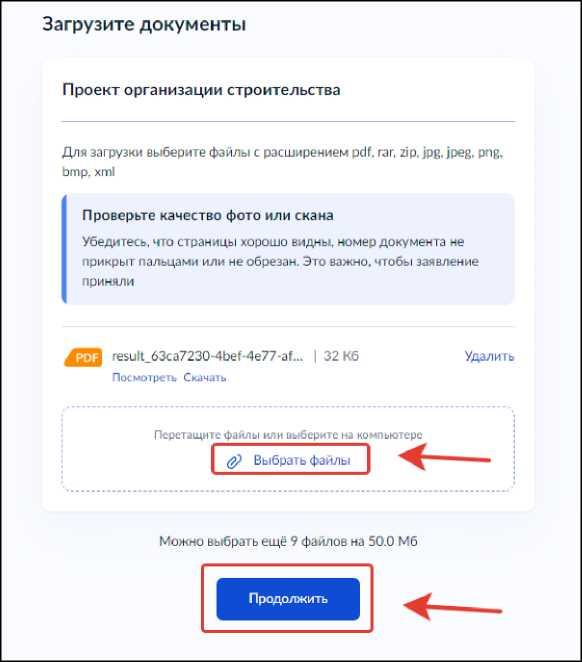 Загрузите документы
Проект организации строительства
Для загрузки выберите файлы с расширением pdf, rar, zip, jpg, jpeg, png,
bmp, xml
Проверьте качество фото или скана
Убедитесь, что страницы хорошо видны, номер документа не
прикрыт пальцами или не обрезан. Это важно, чтобы заявление
приняли
PDF result_63ca7230-4bef-4e77-af... | 32 Кб Удалить
Посмотреть Скачать
Перетащите файлы или выберите на компьютере
Выбрать файлы
Можно выбрать ещё 9 файлов на 50.0 Мб
Продолжить